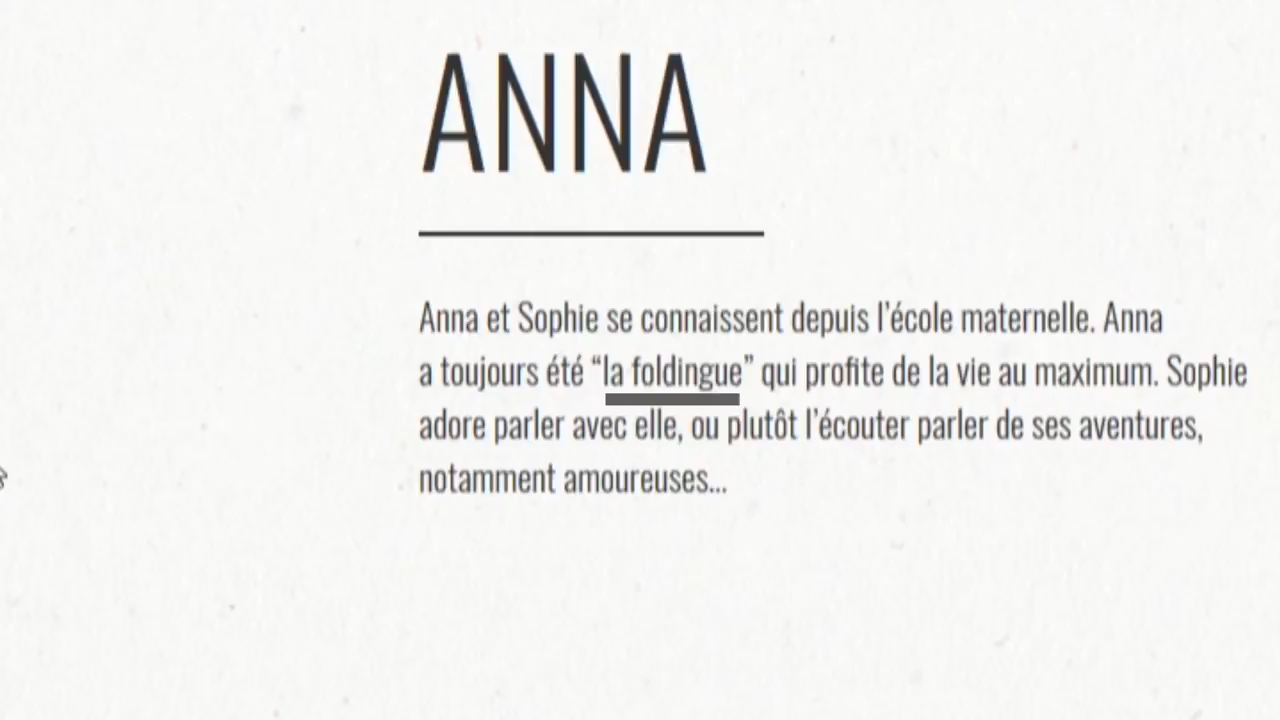 ANNA
Anna et Sophie se connaissent depuis l’école maternelle. Anna
a toujours été “la foldingue” qui profite de la vie au maximum. Sophie
adore parler avec elle, ou plutôt l’écouter parler de ses aventures,
notamment amoureuses...